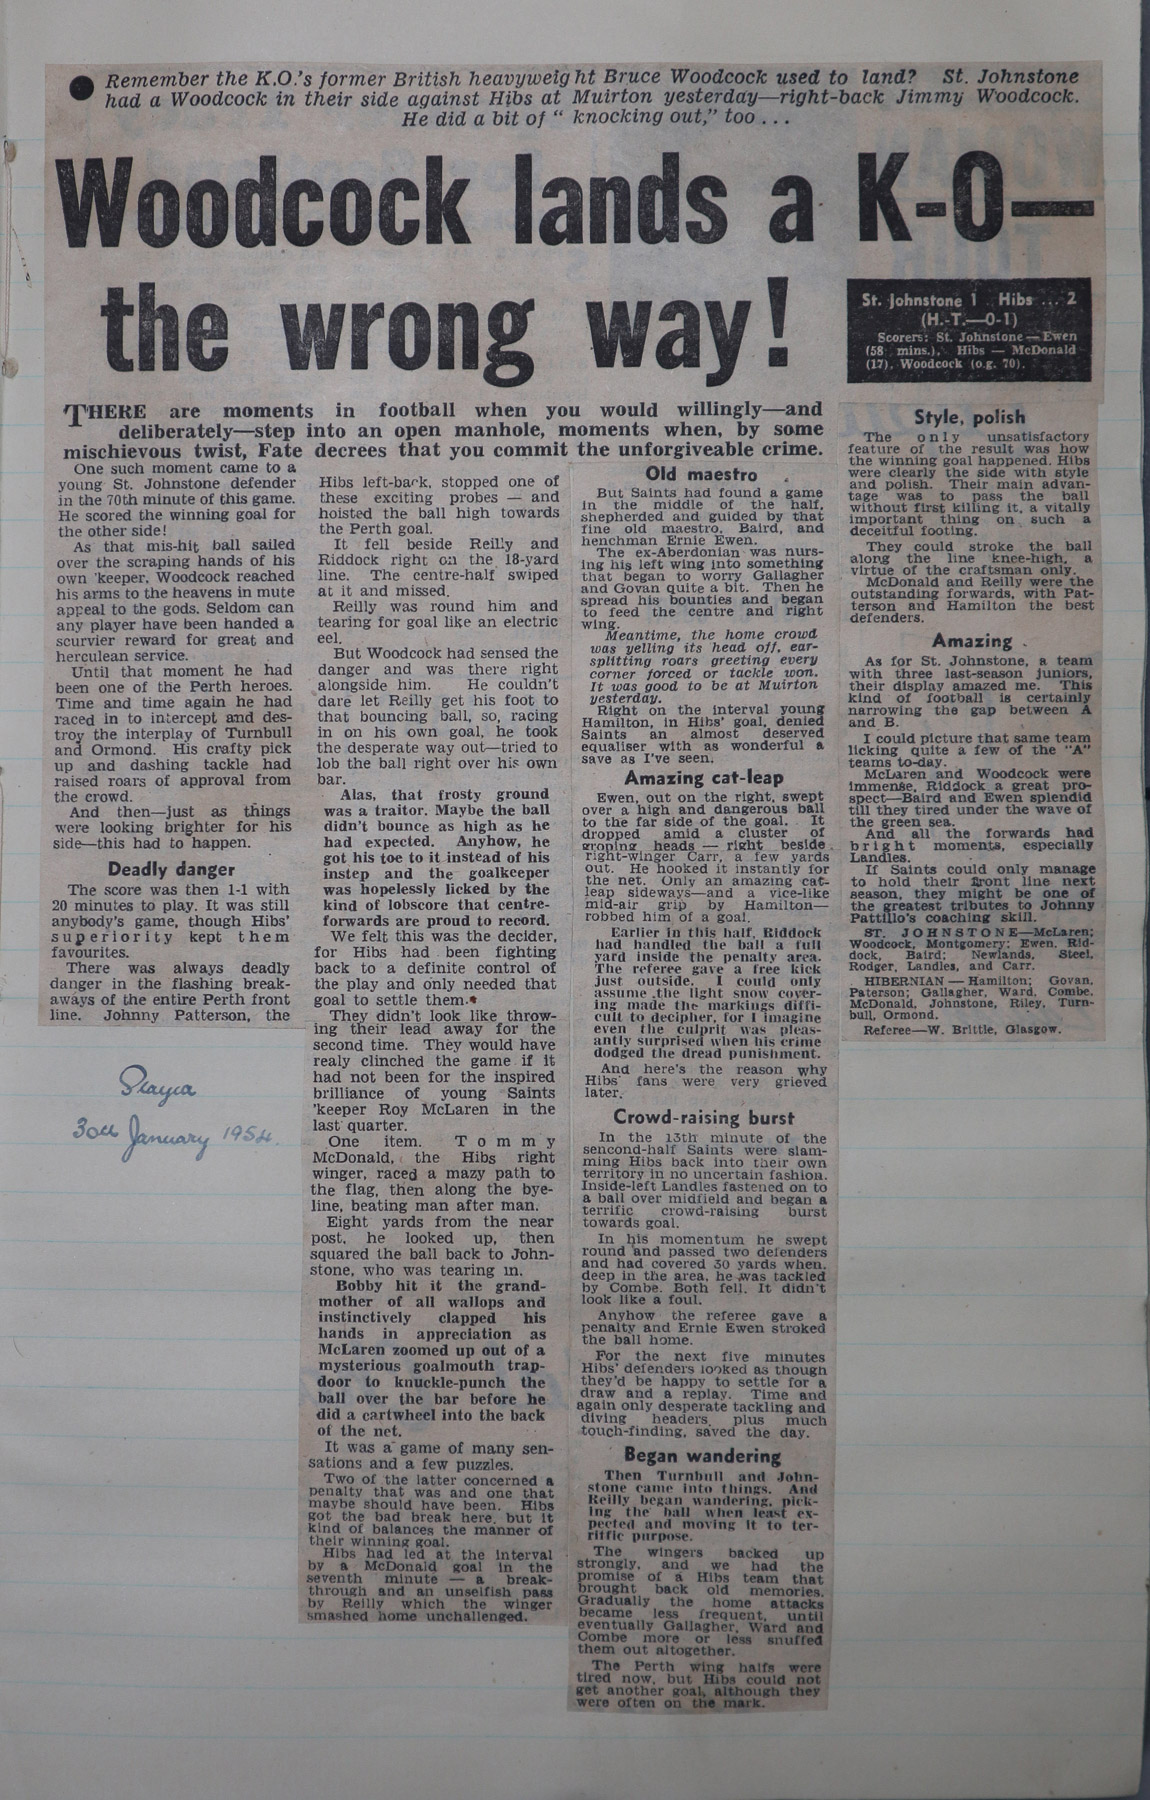 ● Remember the K.O.'s former British heavyweight Bruce Woodcock used to land? St. Johnstone
had a Woodcock in their side against Hibs at Muirton yesterday—right-back Jimmy Woodcock.
He did a bit of "knocking out," too . . .
Woodcock lands a K-O—
the wrong way!
St. Johnstone 1 . Hibs ... 2
(H.-T.—0-1)
Scorers: St. Johnstone—Ewen
(58 mins.), Hibs — McDonald
(17), Woodcock (o.g. 70).
THERE are moments in football when you would willingly—and
deliberately—step into an open manhole, moments when, by some
mischievous twist, Fate decrees that you commit the unforgiveable crime.
One such moment came to a
young St. Johnstone defender
in the 70th minute of this game.
He scored the winning goal for
the other side!
As that mis-hit ball sailed
over the scraping hands of his
own 'keeper, Woodcock reached
his arms to the heavens in mute
appeal to the gods. Seldom can
any player have been handed a
scurvier reward for great and
herculean service.
Until that moment he had
been one of the Perth heroes.
Time and time again he had
raced in to intercept and des-
troy the interplay of Turnbull
and Ormond. His crafty pick
up and dashing tackle had
raised roars of approval from
the crowd.
And then—just as things
were looking brighter for his
side—this had to happen.
Deadly danger
The score was then 1-1 with
20 minutes to play. It was still
anybody's game, though Hibs'
superiority kept them
favourites.
There was always deadly
danger in the flashing break-
aways of the entire Perth front
line. Johnny Patterson, the
Hibs left-back, stopped one of
these exciting probes — and
hoisted the ball high towards
the Perth goal.
It fell beside Reilly and
Riddock right on the 18-yard
line. The centre-half swiped
at it and missed.
Reilly was round him and
tearing for goal like an electric
eel.
But Woodcock had sensed the
danger and was there right
alongside him. He couldn't
dare let Reilly get his foot to
that bouncing ball, so, racing
in on his own goal, he took
the desperate way out—tried to
lob the ball right over his own
bar.
Alas, that frosty ground
was a traitor. Maybe the ball
didn't bounce as high as he
had expected. Anyhow, he
got his toe to it instead of his
instep and the goalkeeper
was hopelessly licked by the
kind of lobscore that centre-
forwards are proud to record.
We felt this was the decider,
for Hibs had been fighting
back to a definite control of
the play and only needed that
goal to settle them.
They didn't look like throw-
ing their lead away for the
second time. They would have
realy clinched the game if it
had not been for the inspired
brilliance of young Saints
'keeper Roy McLaren in the
last quarter.
One item. Tommy
McDonald, the Hibs right
winger, raced a mazy path to
the flag, then along the bye-
line, beating man after man.
Eight yards from the near
post, he looked up, then
squared the ball back to John-
stone, who was tearing in.
Bobby hit it the grand-
mother of all wallops and
instinctively clapped his
hands in appreciation as
McLaren zoomed up out of a
mysterious goalmouth trap-
door to knuckle-punch the
ball over the bar before he
did a cartwheel into the back
of the net.
It was a game of many sen-
sations and a few puzzles.
Two of the latter concerned a
penalty that was and one that
maybe should have been. Hibs
got the bad break here, but it
kind of balances the manner of
their winning goal.
Hibs had led at the interval
by a McDonald goal in the
seventh minute — a break-
through and an unselfish pass
by Reilly which the winger
smashed home unchallenged.
Old maestro
But Saints had found a game
in the middle of the half,
shepherded and guided by that
fine old maestro, Baird, and
henchman Ernie Ewen.
The ex-Aberdonian was nurs-
ing his left wing into something
that began to worry Gallagher
and Govan quite a bit. Then he
spread his bounties and began
to feed the centre and right
wing.
Meantime, the home crowd
was yelling its head off, ear-
splitting roars greeting every
corner forced or tackle won.
It was good to be at Muirton
yesterday.
Right on the interval young
Hamilton, in Hibs' goal, denied
Saints an almost deserved
equaliser with as wonderful a
save as I've seen.
Amazing cat-leap
Ewen, out on the right, swept
over a high and dangerous ball
to the far side of the goal. It
dropped amid a cluster of
groping heads — right beside
right-winger Carr, a few yards
out. He hooked it instantly for
the net. Only an amazing cat-
leap sideways—and a vice-like
mid-air grip by Hamilton—
robbed him of a goal.
Earlier in this half, Riddock
had handled the ball a full
yard inside the penalty area.
The referee gave a free kick
just outside. I could only
assume the light snow cover-
ing made the markings diffi-
cult to decipher, for I imagine
even the culprit was pleas-
antly surprised when his crime
dodged the dread punishment.
And here's the reason why
Hibs' fans were very grieved
later.
Crowd-raising burst
In the 13th minute of the
sencond-half Saints were slam-
ming Hibs back into their own
territory in no uncertain fashion.
Inside-left Landles fastened on to
a ball over midfield and began a
terrific crowd-raising burst
towards goal.
In his momentum he swept
round and passed two defenders
and had covered 30 yards when,
deep in the area, he was tackled
by Combe. Both fell. It didn't
look like a foul.
Anyhow the referee gave a
penalty and Ernie Ewen stroked
the ball home.
For the next five minutes
Hibs' defenders looked as though
they'd be happy to settle for a
draw and a replay. Time and
again only desperate tackling and
diving headers, plus much
touch-finding, saved the day.
Began wandering
Then Turnbull and John-
stone came into things. And
Reilly began wandering, pick-
ing the ball when least ex-
pected and moving it to ter-
riffic purpose.
The wingers backed up
strongly, and we had the
promise of a Hibs team that
brought back old memories.
Gradually the home attacks
became less frequent, until
eventually Gallagher, Ward and
Combe more or less snuffed
them out altogether.
The Perth wing halfs were
tired now, but Hibs could not
get another goal, although they
were often on the mark.
Style, polish
The only unsatisfactory
feature of the result was how
the winning goal happened. Hibs
were clearly the side with style
and polish. Their main advan-
tage was to pass the ball
without first killing it, a vitally
important thing on such a
deceitful footing.
They could stroke the ball
along the line knee-high, a
virtue of the craftsman only.
McDonald and Reilly were the
outstanding forwards, with Pat-
terson and Hamilton the best
defenders.
Amazing
As for St. Johnstone, a team
with three last-season juniors,
their display amazed me. This
kind of football is certainly
narrowing the gap between A
and B.
I could picture that same team
licking quite a few of the "A"
teams to-day.
McLaren and Woodcock were
immense, Riddock a great pro-
spect—Baird and Ewen splendid
till they tired under the wave of
the green sea.
And all the forwards had
bright moments, especially
Landles.
If Saints could only manage
to hold their front line next
season, they might be one of
the greatest tributes to Johnny
Pattillo's coaching skill.
ST. JOHNSTONE—McLaren;
Woodcock, Montgomery; Ewen, Rid-
dock, Baird; Newlands, Steel,
Rodger, Landles, and Carr.
HIBERNIAN — Hamilton; Govan,
Paterson; Gallagher, Ward, Combe.
McDonald, Johnstone, Riley, Turn-
bull, Ormond.
Referee—W. Brittle, Glasgow.
Played
30th January 1954.